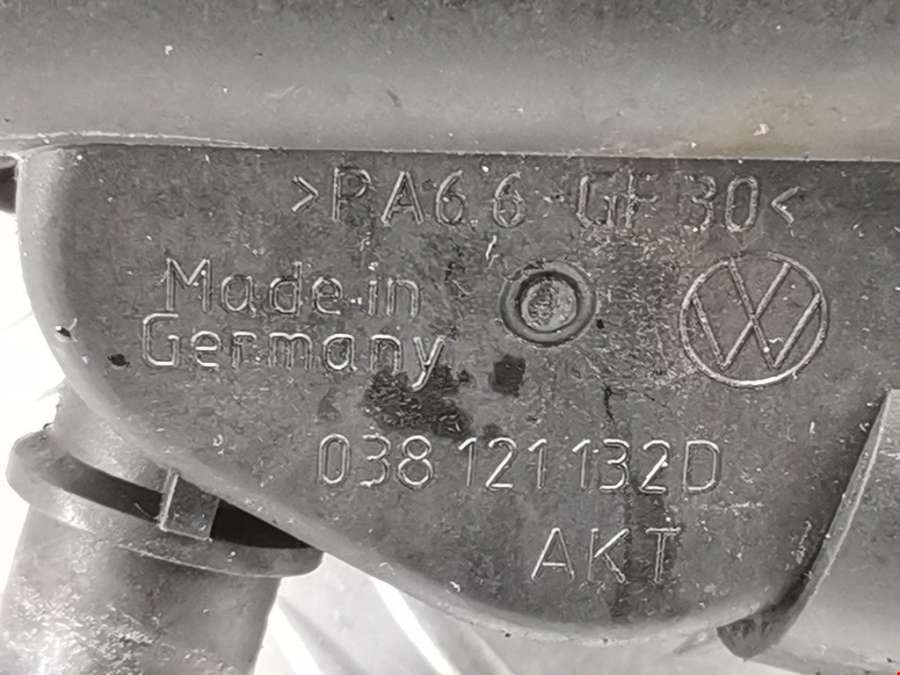 >PA6.6-GF30<
Made in
Germany
038 121 132D
AKT